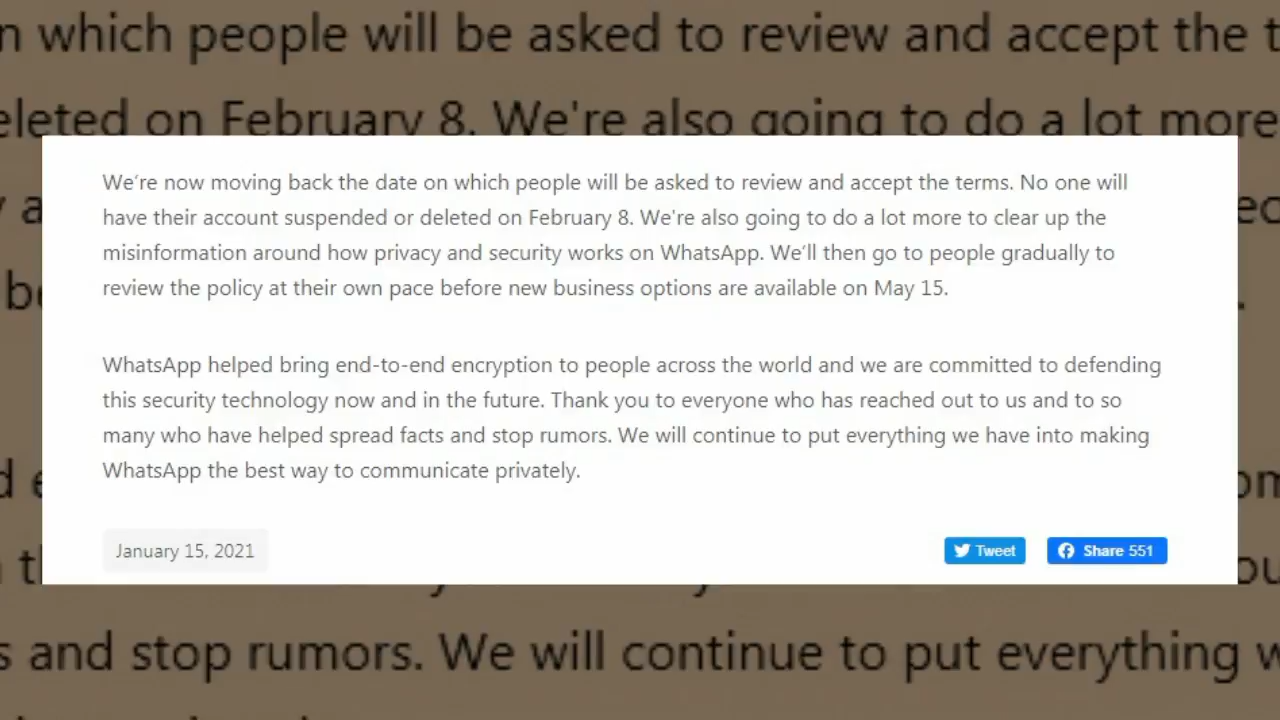 n which people will be asked to review and accept the t
eleted on February 8. We're also going to do a lot more
We're now moving back the date on which people will be asked to review and accept the terms. No one will
have their account suspended or deleted on February 8. We're also going to do a lot more to clear up the
misinformation around how privacy and security works on WhatsApp. We'll then go to people gradually to
review the policy at their own pace before new business options are available on May 15.
WhatsApp helped bring end-to-end encryption to people across the world and we are committed to defending
this security technology now and in the future. Thank you to everyone who has reached out to us and to so
many who have helped spread facts and stop rumors. We will continue to put everything we have into making
WhatsApp the best way to communicate privately.
January 15, 2021
Tweet
Share 551
s and stop rumors. We will continue to put everything w